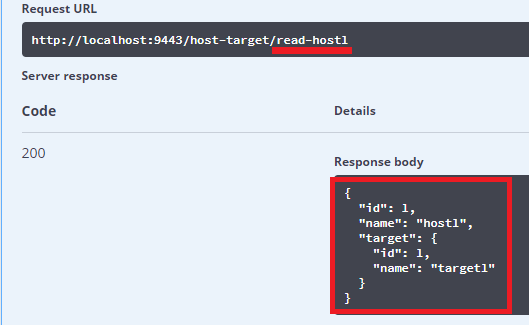 Request URL
http://localhost:9443/host-target/read-host1
Server response
Code Details
200
Response body
{
"id": 1,
"name": "host1",
"target": {
"id": 1,
"name": "target1"
}
}